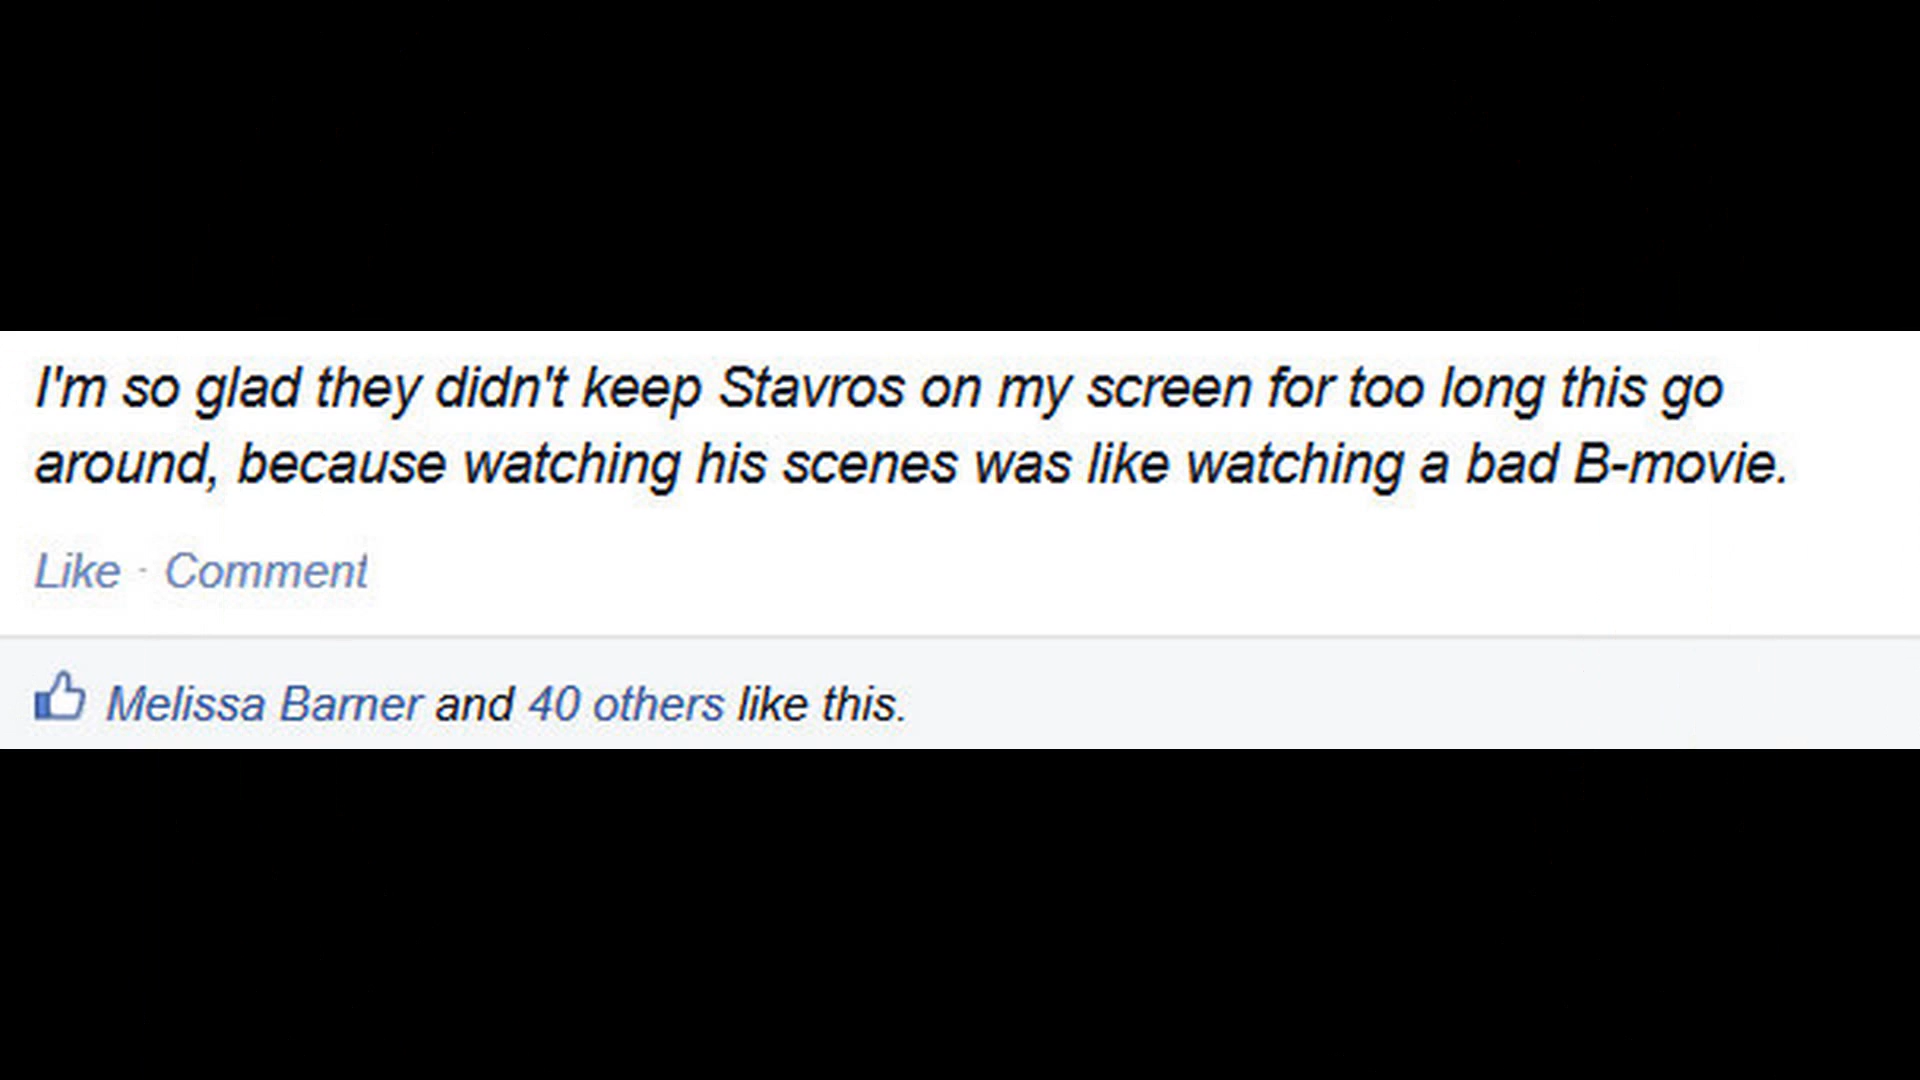 I'm so glad they didn't keep Stavros on my screen for too long this go
around, because watching his scenes was like watching a bad B-movie.
Like · Comment
Melissa Barner and 40 others like this.